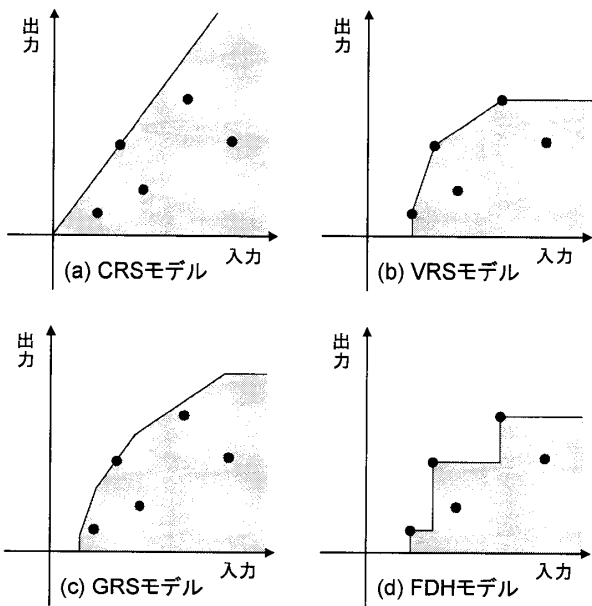 出力
入力
(a) CRSモデル
出力
入力
(b) VRSモデル
出力
入力
(c) GRSモデル
出力
入力
(d) FDHモデル